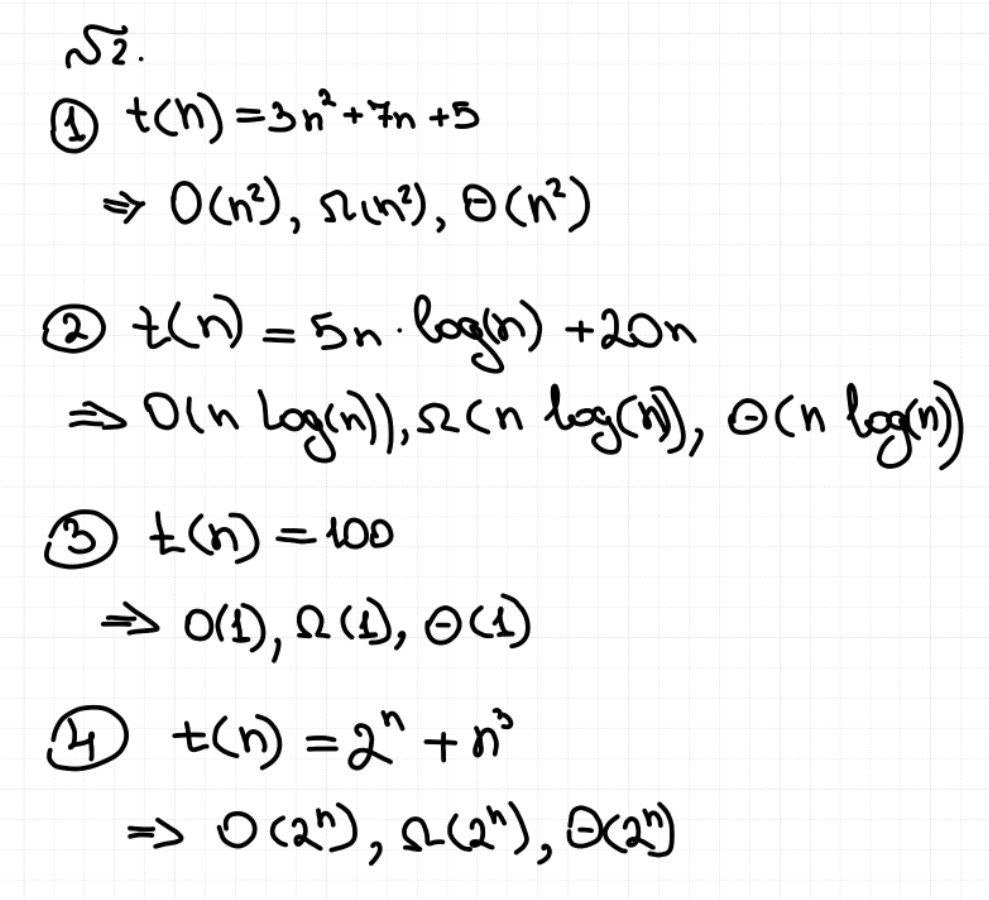 №2.
① t(n) = 3n² + 7n + 5
⇒ O(n²), Ω(n²), Θ(n²)
② t(n) = 5n · log(n) + 20n
⇒ O(n log(n)), Ω(n log(n)), Θ(n log(n))
③ t(n) = 100
⇒ O(1), Ω(1), Θ(1)
④ t(n) = 2ⁿ + n³
⇒ O(2ⁿ), Ω(2ⁿ), Θ(2ⁿ)